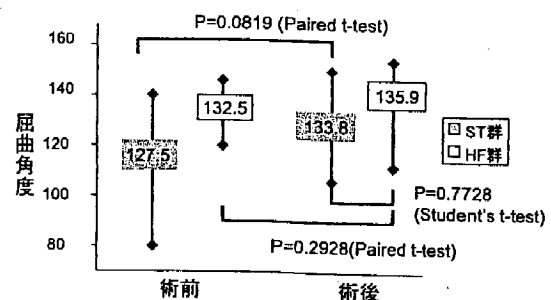 P=0.0819 (Paired t-test)
160
140
120
100
80
屈曲角度
127.5
132.5
133.8
135.9
ST群
HF群
P=0.7728
(Student's t-test)
P=0.2928(Paired t-test)
術前
術後